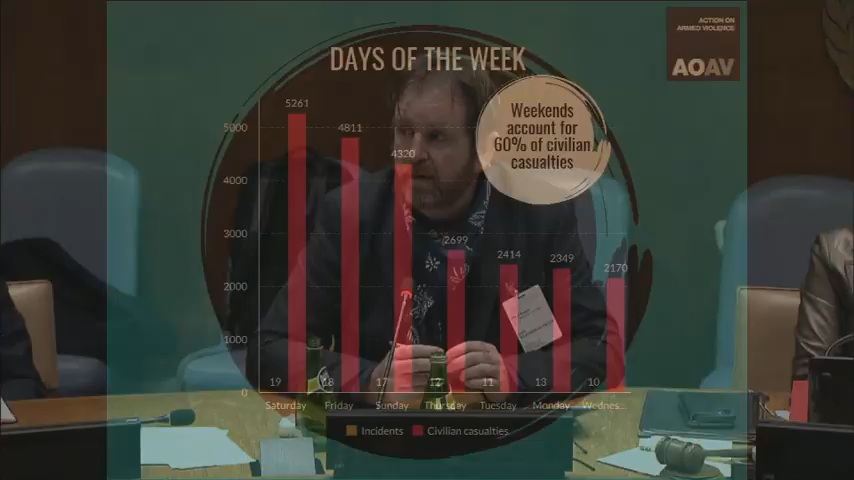 ACTION ON
ARMED VIOLENCE
AOAV
DAYS OF THE WEEK
Weekends
account for
60% of civilian
casualties
5261
4811
4320
2699
2414
2349
2170
5000
4000
3000
2000
1000
0
19 18 17 12 11 13 10
Saturday Friday Sunday Thursday Tuesday Monday Wednes...
Incidents Civilian casualties